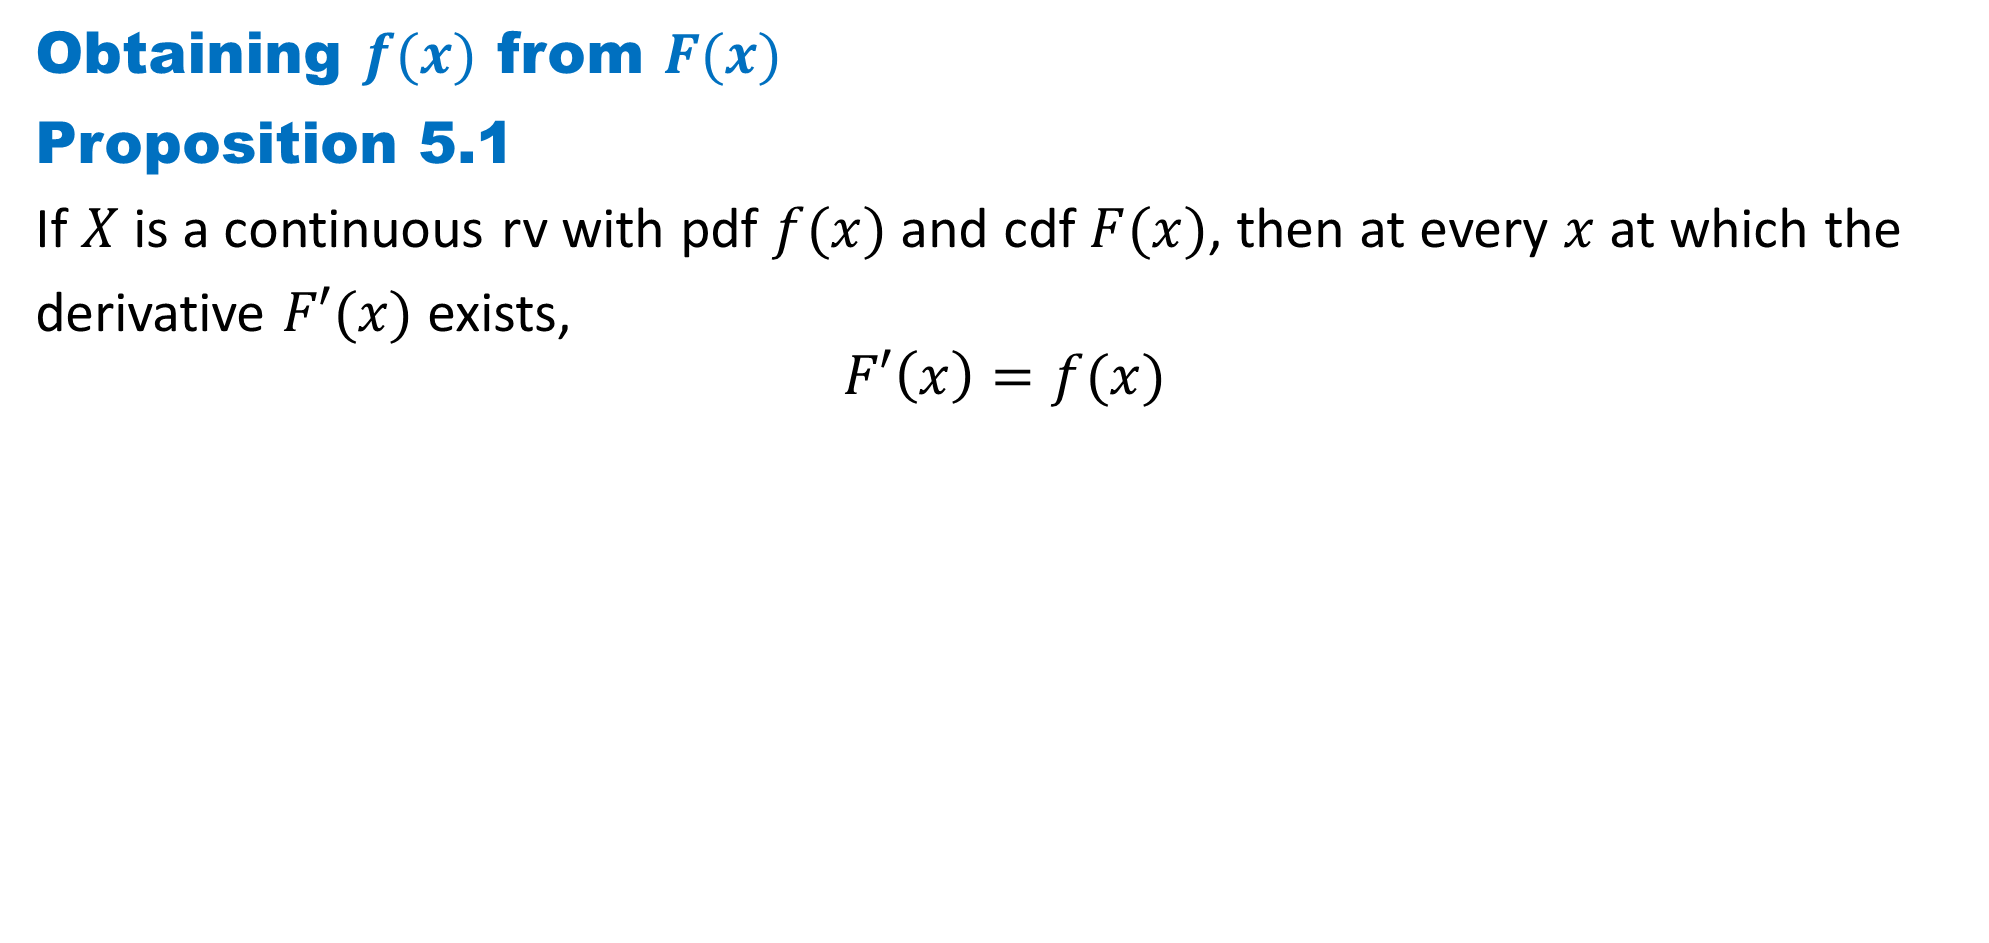 Obtaining f(x) from F(x)
Proposition 5.1
If X is a continuous rv with pdf f(x) and cdf F(x), then at every x at which the
derivative F′(x) exists,
F′(x) = f(x)